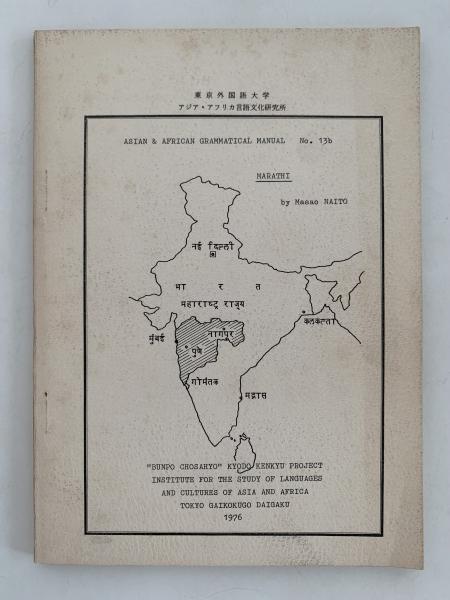 東京外国語大学
アジア・アフリカ言語文化研究所
ASIAN & AFRICAN GRAMMATICAL MANUAL No. 13b
MARATHI
by Masao NAITO
नई दिल्ली
भा र त
महाराष्ट्र राज्य
नागपूर
कलकत्ता
मुंबई
पुणे
गोमंतक
मद्रास
"BUNPO CHOSAHYO" KYODO KENKYU PROJECT
INSTITUTE FOR THE STUDY OF LANGUAGES
AND CULTURES OF ASIA AND AFRICA
TOKYO GAIKOKUGO DAIGAKU
1976